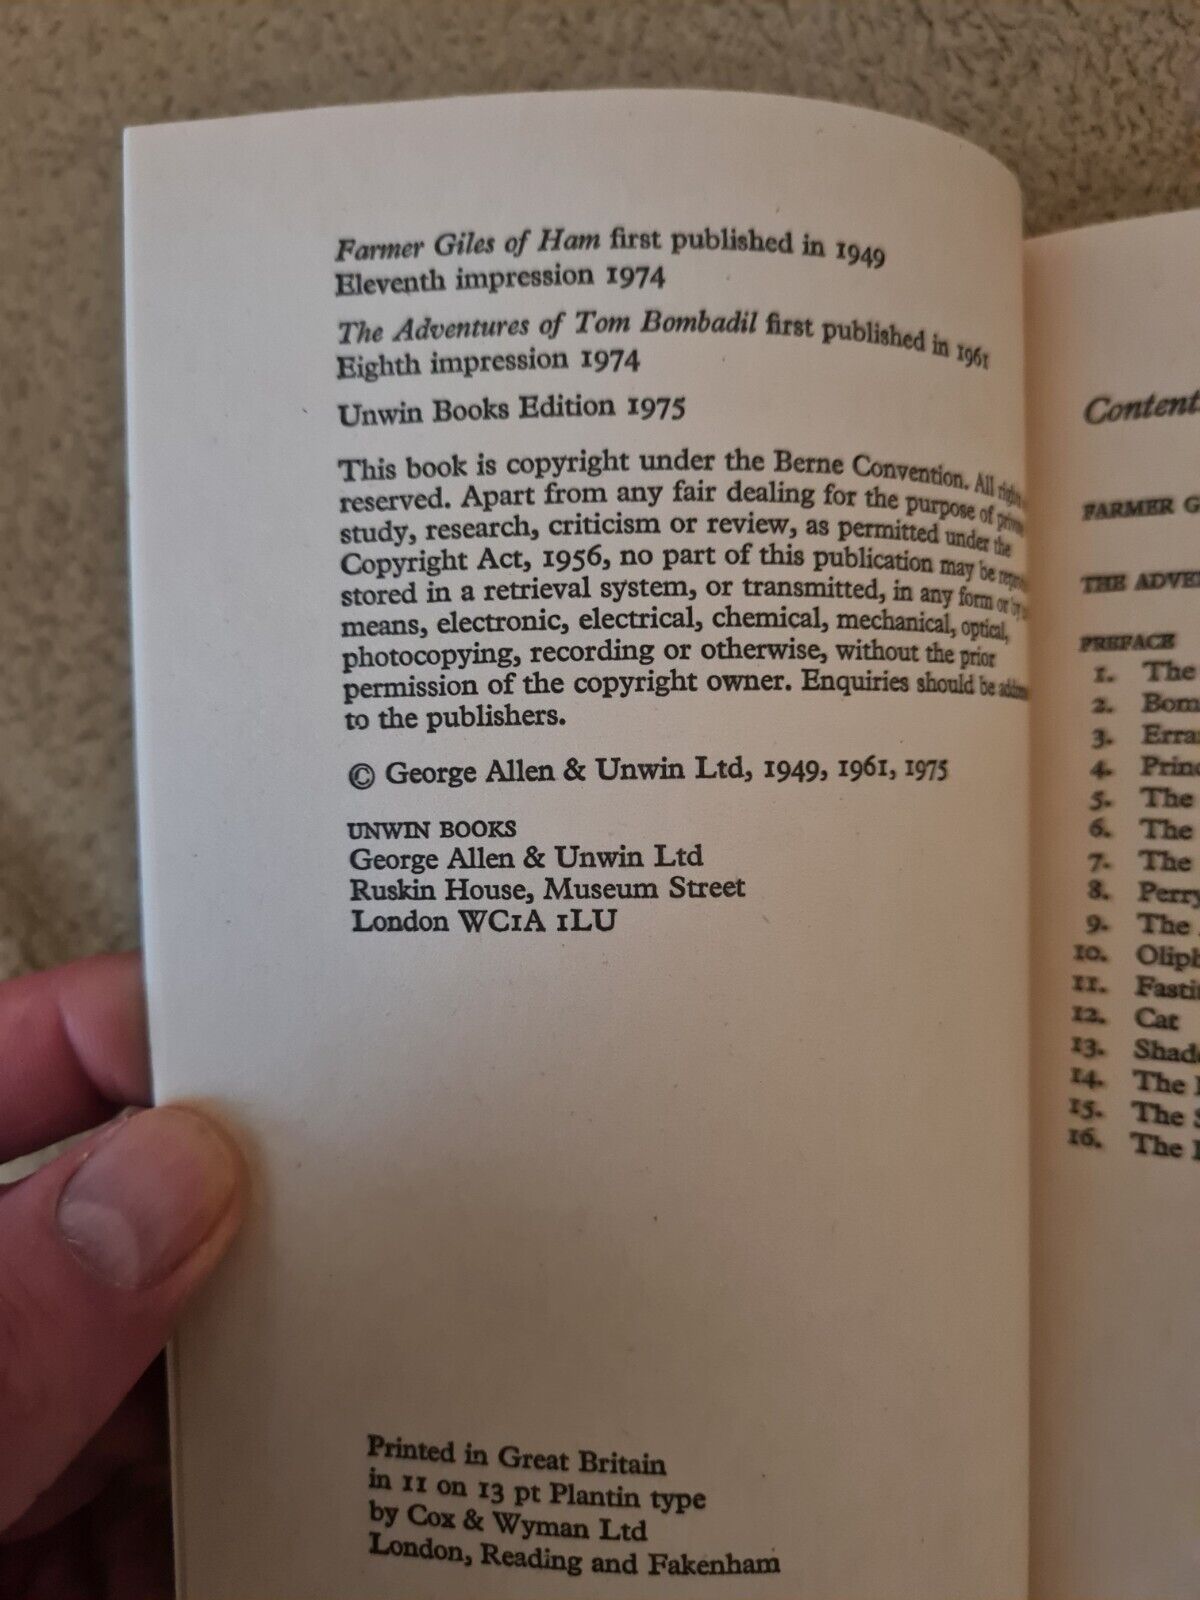 Farmer Giles of Ham first published in 1949
Eleventh impression 1974
The Adventures of Tom Bombadil first published in 1961
Eighth impression 1974
Unwin Books Edition 1975
This book is copyright under the Berne Convention. All rights
reserved. Apart from any fair dealing for the purpose of private
study, research, criticism or review, as permitted under the
Copyright Act, 1956, no part of this publication may be
stored in a retrieval system, or transmitted, in any form or by
means, electronic, electrical, chemical, mechanical, optical,
photocopying, recording or otherwise, without the prior
permission of the copyright owner. Enquiries should be
to the publishers.
© George Allen & Unwin Ltd, 1949, 1961, 1975
UNWIN BOOKS
George Allen & Unwin Ltd
Ruskin House, Museum Street
London WC1A 1LU
Printed in Great Britain
in 11 on 13 pt Plantin type
by Cox & Wyman Ltd
London, Reading and Fakenham
Content
FARMER G
THE ADVE
PREFACE
1. The
2. Bom
3. Erra
4. Princ
5. The
6. The
7. The
8. Perry
9. The
10. Oliph
11. Fasti
12. Cat
13. Shad
14. The
15. The
16. The